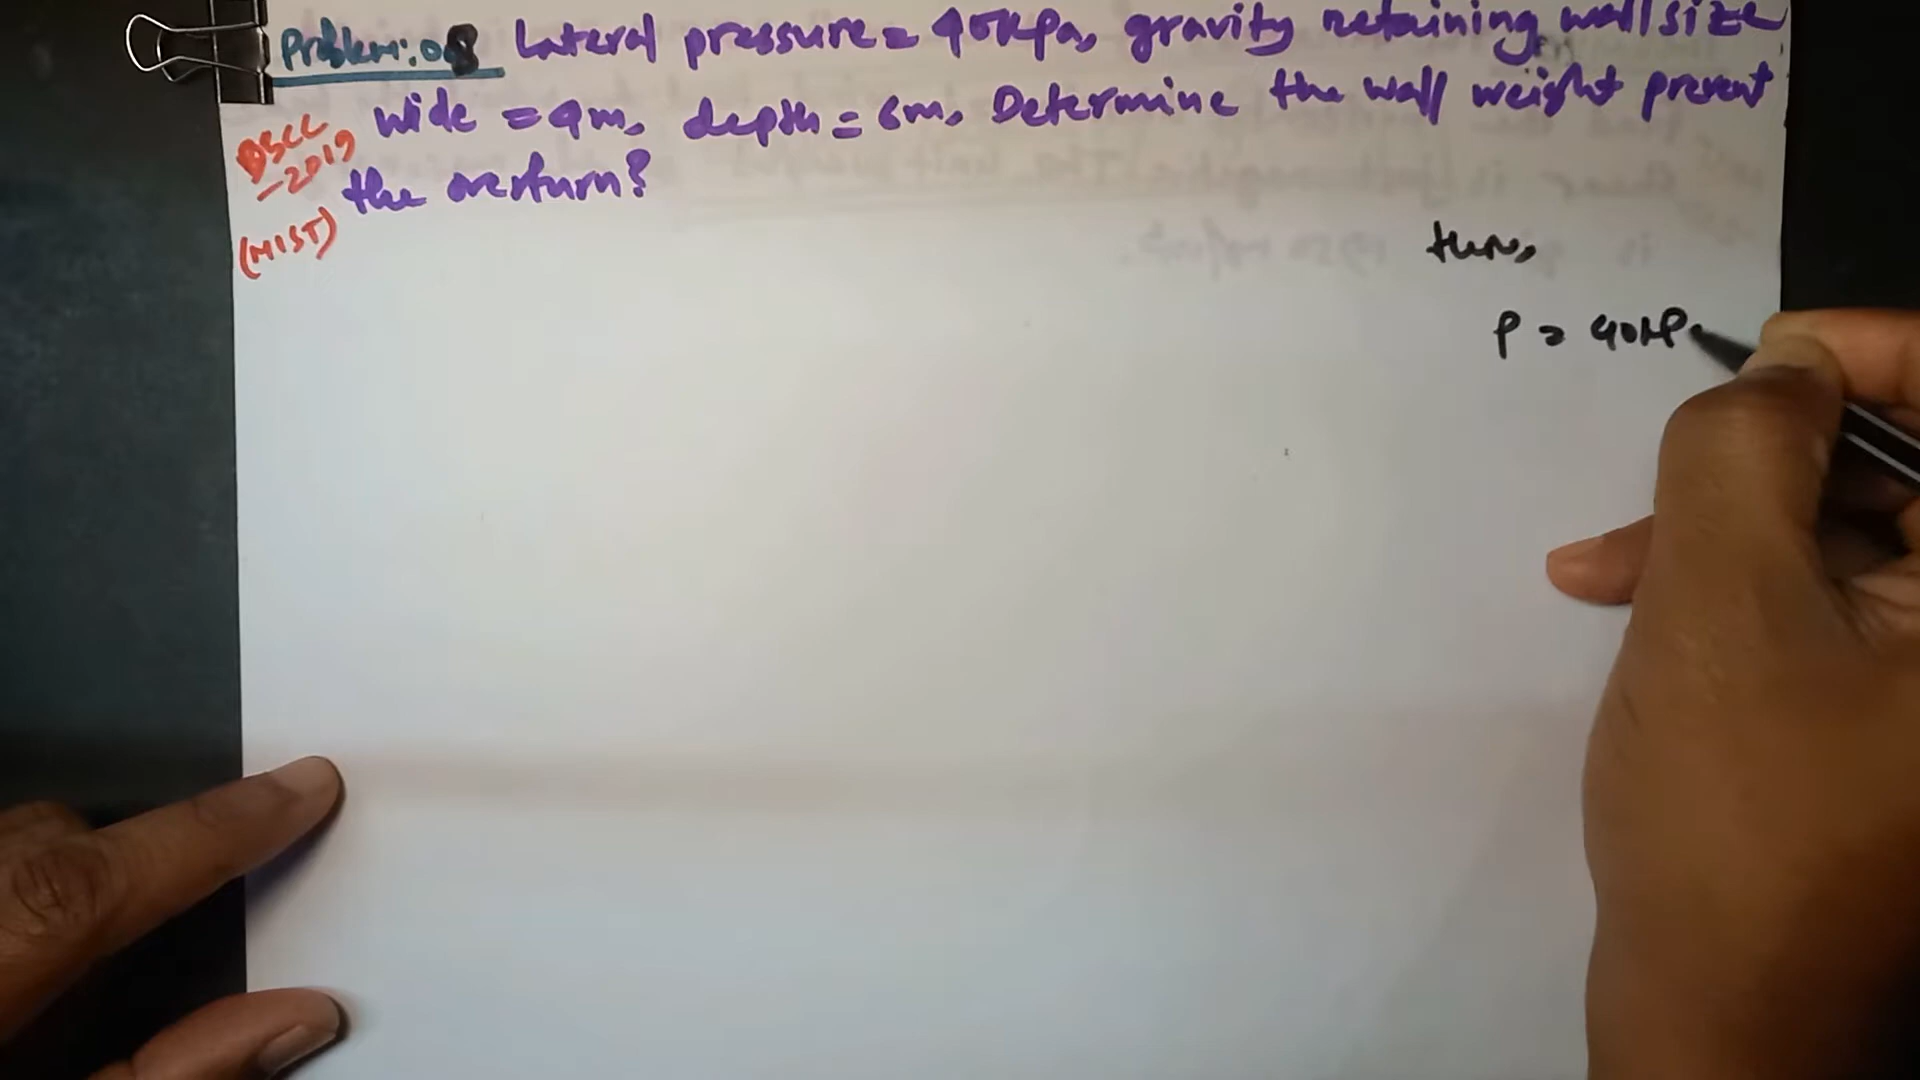 Problem: 08 Lateral pressure = 40kpa, gravity retaining wall size
wide = 4m, depth = 6m. Determine the wall weight prevent
the overturn?
DSCC
-2019
(MIST)
P = 40kP